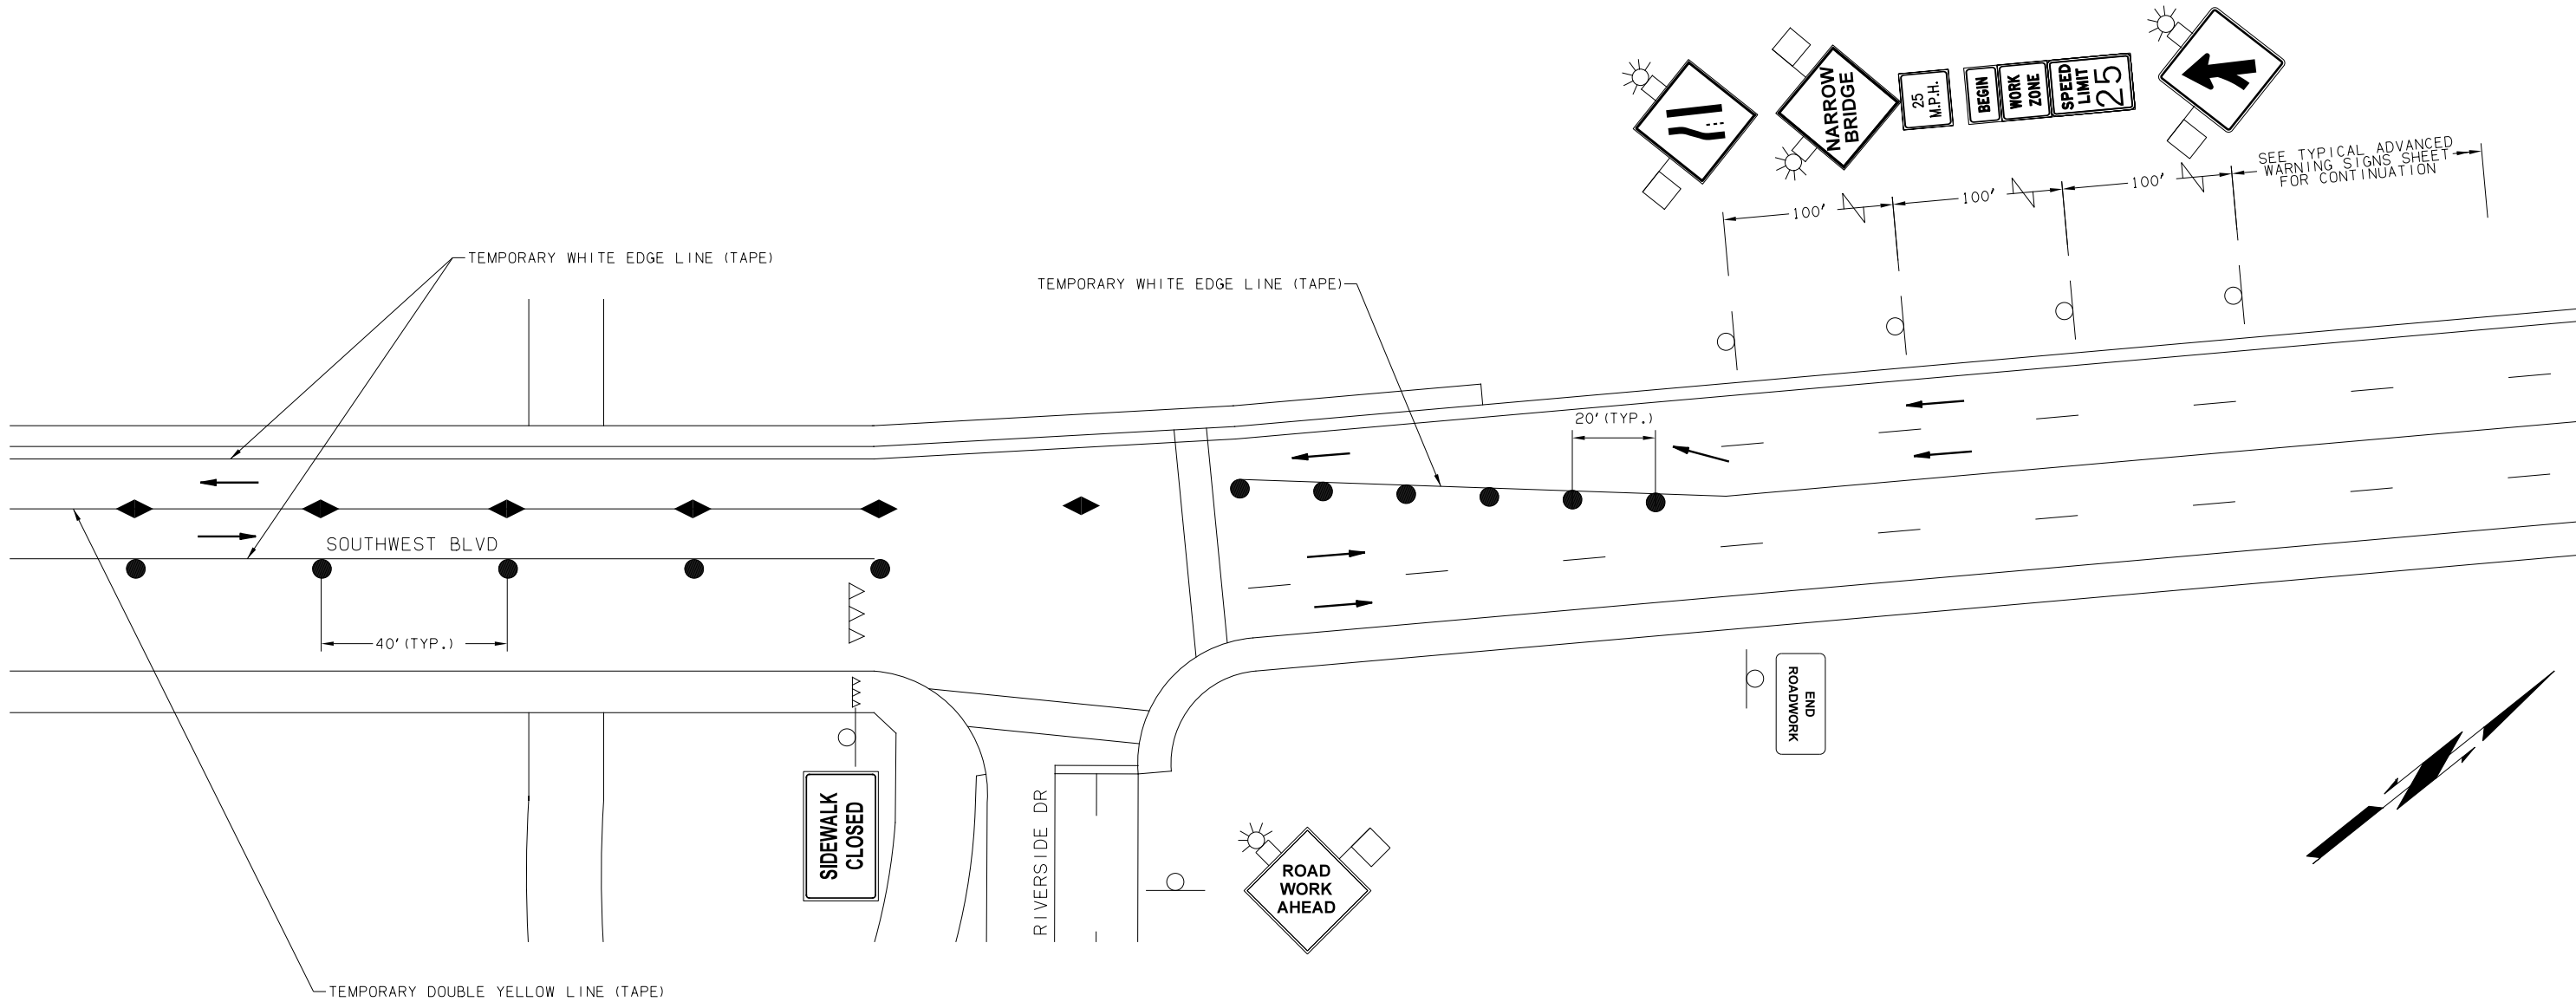 NARROW
BRIDGE
25
M.P.H.
BEGIN
WORK
ZONE
SPEED
LIMIT
25
SEE TYPICAL ADVANCED
WARNING SIGNS SHEET
FOR CONTINUATION
100'
100'
100'
TEMPORARY WHITE EDGE LINE (TAPE)
TEMPORARY WHITE EDGE LINE (TAPE)
20'(TYP.)
SOUTHWEST BLVD
40'(TYP.)
END
ROADWORK
SIDEWALK
CLOSED
RIVERSIDE DR
ROAD
WORK
AHEAD
TEMPORARY DOUBLE YELLOW LINE (TAPE)